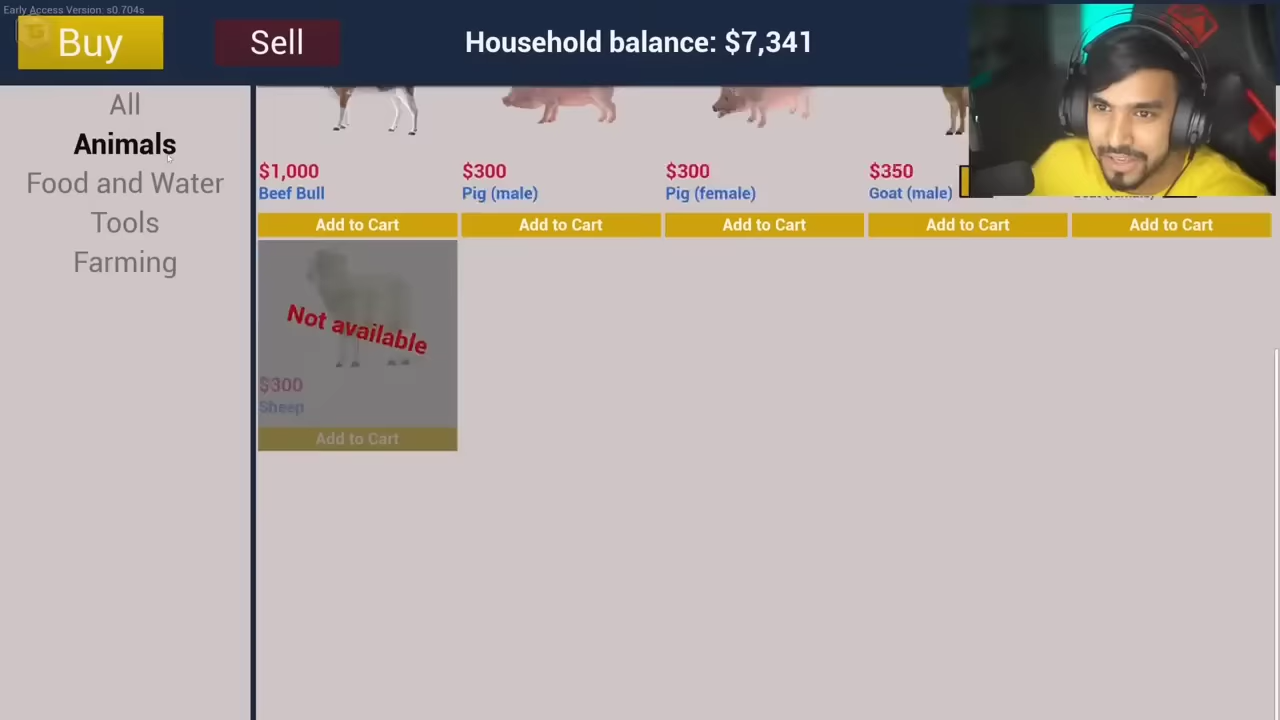 Early Access Version: s0.704s
Buy
Sell
Household balance: $7,341
All
Animals
Food and Water
Tools
Farming
$1,000
Beef Bull
Add to Cart
$300
Pig (male)
Add to Cart
$300
Pig (female)
Add to Cart
$350
Goat (male)
Add to Cart
Add to Cart
Not available
$300
Sheep
Add to Cart